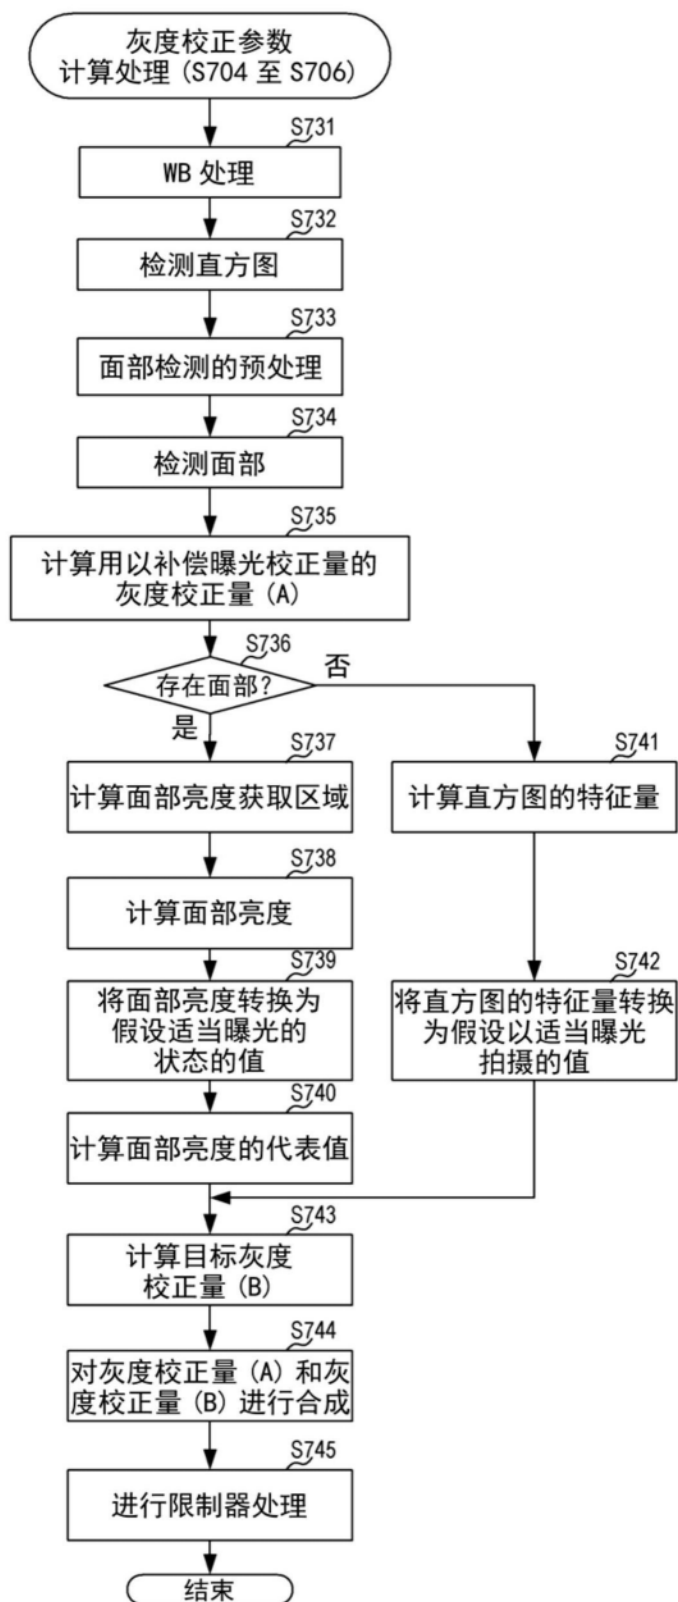 灰度校正参数
计算处理 (S704 至 S706)
S731
WB 处理
S732
检测直方图
S733
面部检测的预处理
S734
检测面部
S735
计算用以补偿曝光校正量的
灰度校正量 (A)
S736
存在面部?
否
是
S737
计算面部亮度获取区域
S741
计算直方图的特征量
S738
计算面部亮度
S739
将面部亮度转换为
假设适当曝光的
状态的值
S742
将直方图的特征量转换
为假设以适当曝光
拍摄的值
S740
计算面部亮度的代表值
S743
计算目标灰度
校正量 (B)
S744
对灰度校正量 (A) 和灰
度校正量 (B) 进行合成
S745
进行限制器处理
结束